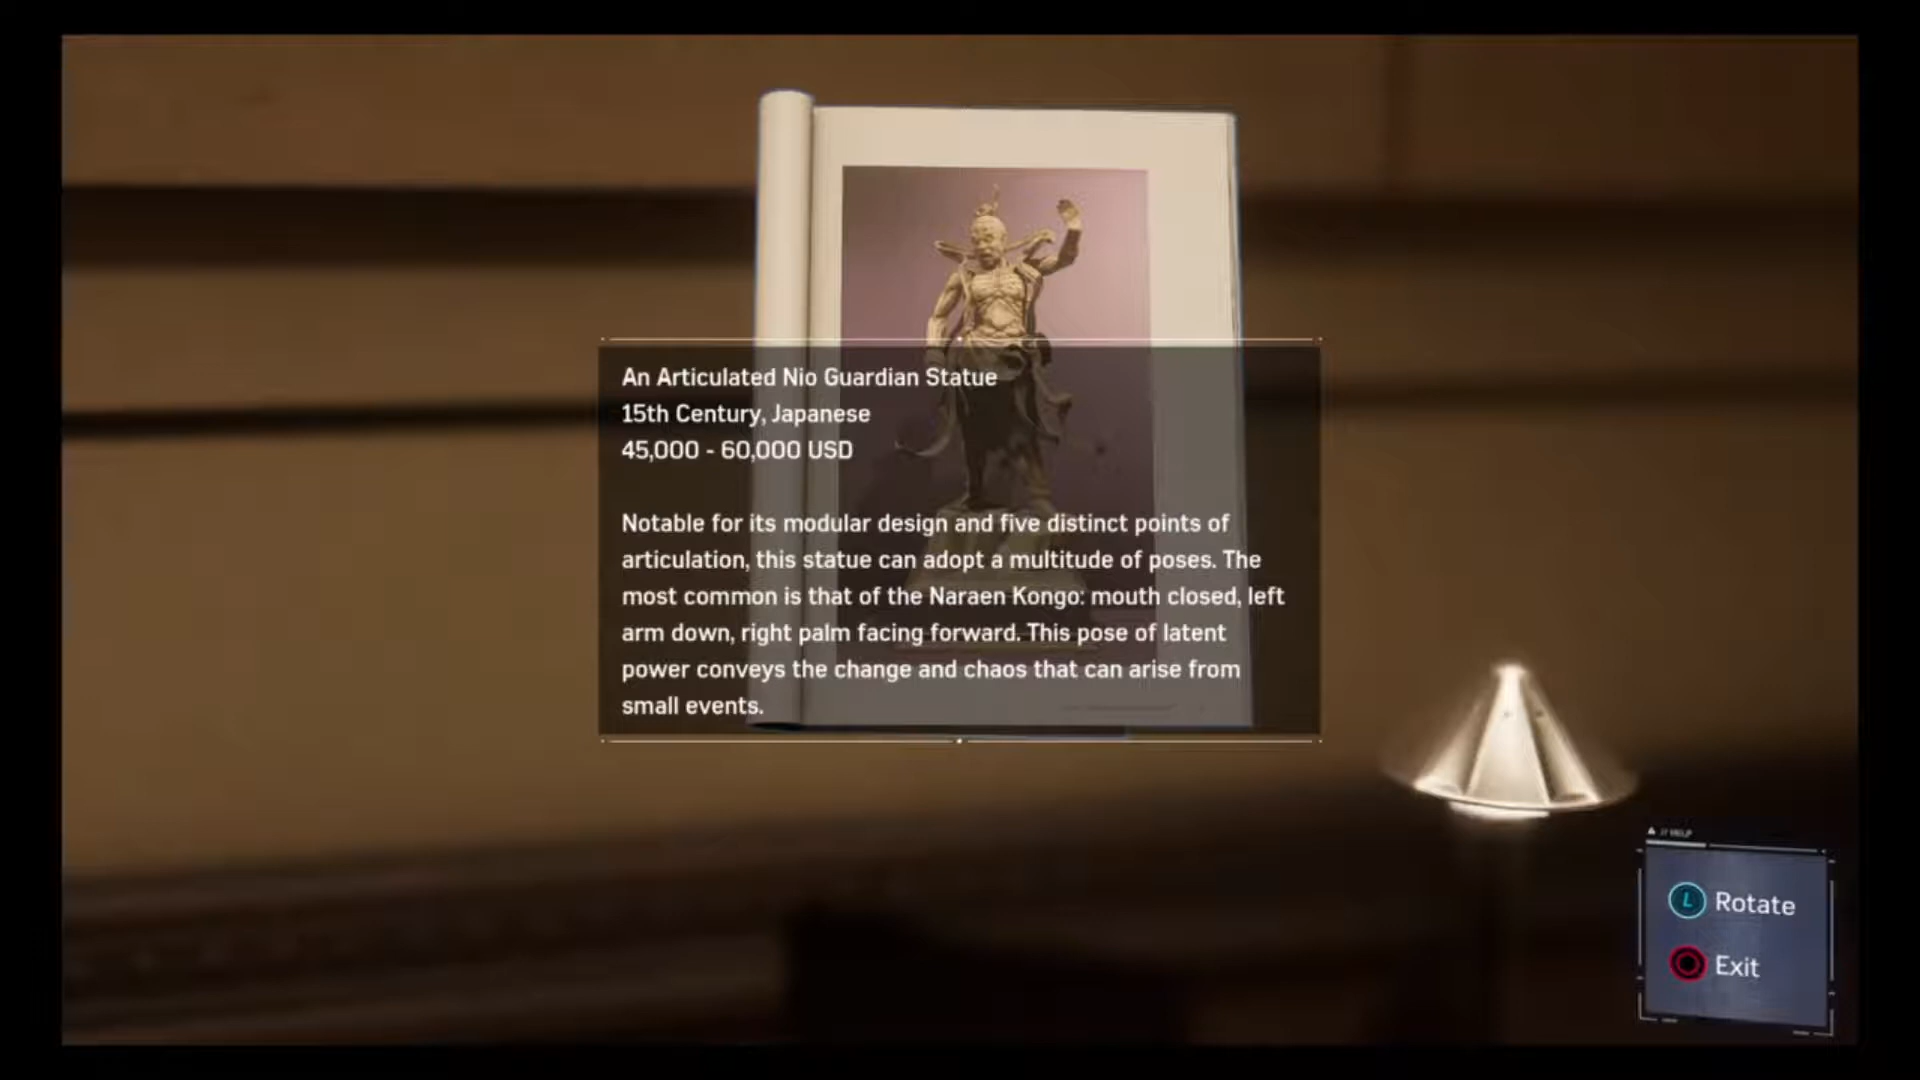 An Articulated Nio Guardian Statue
15th Century, Japanese
45,000 - 60,000 USD
Notable for its modular design and five distinct points of
articulation, this statue can adopt a multitude of poses. The
most common is that of the Naraen Kongo: mouth closed, left
arm down, right palm facing forward. This pose of latent
power conveys the change and chaos that can arise from
small events.
// HELP
L Rotate
Exit